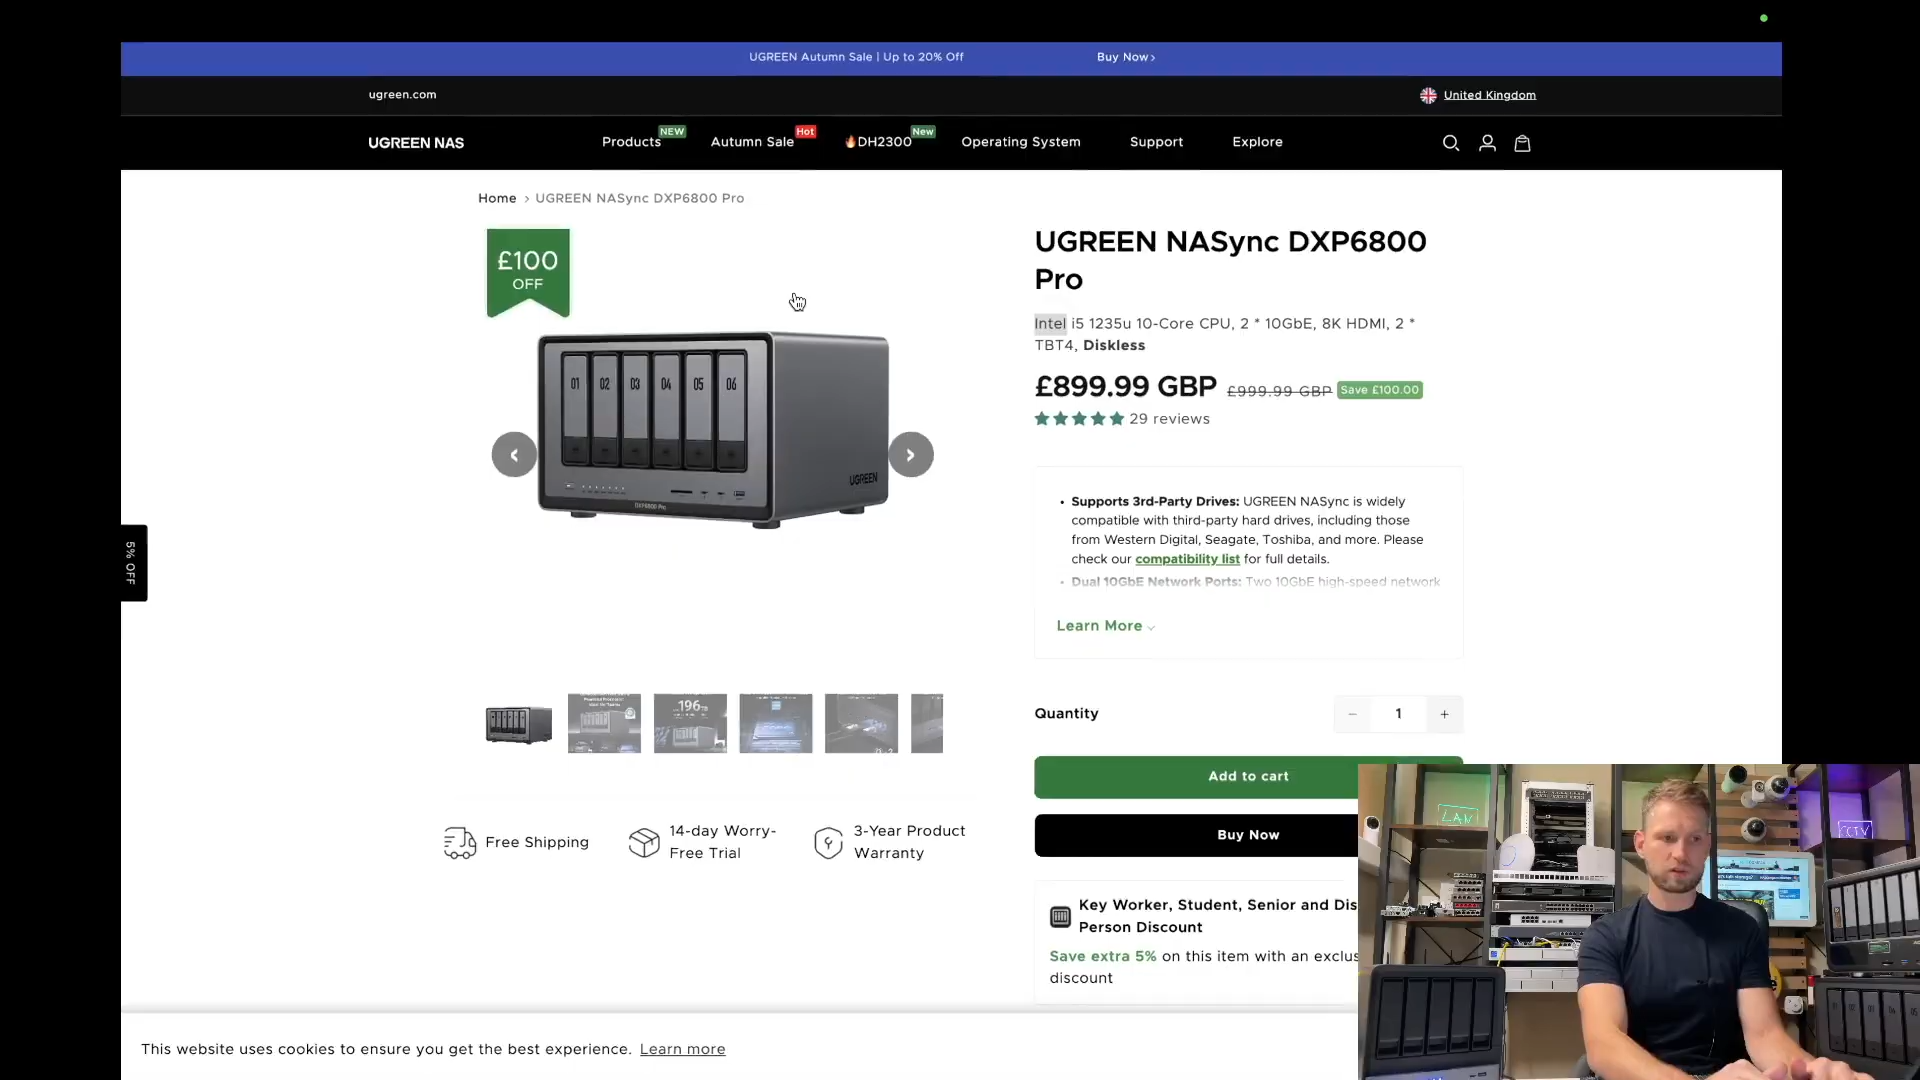 UGREEN Autumn Sale | Up to 20% Off
Buy Now ›
ugreen.com
United Kingdom
UGREEN NAS
Products NEW
Autumn Sale Hot
🔥DH2300 New
Operating System
Support
Explore
Home › UGREEN NASync DXP6800 Pro
£100
OFF
01 02 03 04 05 06
UGREEN
DXP6800 Pro
5% OFF
196TB
UGREEN NASync DXP6800
Pro
Intel i5 1235u 10-Core CPU, 2 * 10GbE, 8K HDMI, 2 *
TBT4, Diskless
£899.99 GBP £999.99 GBP Save £100.00
29 reviews
• Supports 3rd-Party Drives: UGREEN NASync is widely
compatible with third-party hard drives, including those
from Western Digital, Seagate, Toshiba, and more. Please
check our compatibility list for full details.
• Dual 10GbE Network Ports: Two 10GbE high-speed network
Learn More
Quantity
− 1 +
Add to cart
Buy Now
Free Shipping
14-day Worry-
Free Trial
3-Year Product
Warranty
Key Worker, Student, Senior and Dis
Person Discount
Save extra 5% on this item with an exclus
discount
This website uses cookies to ensure you get the best experience. Learn more
LAN
CCTV